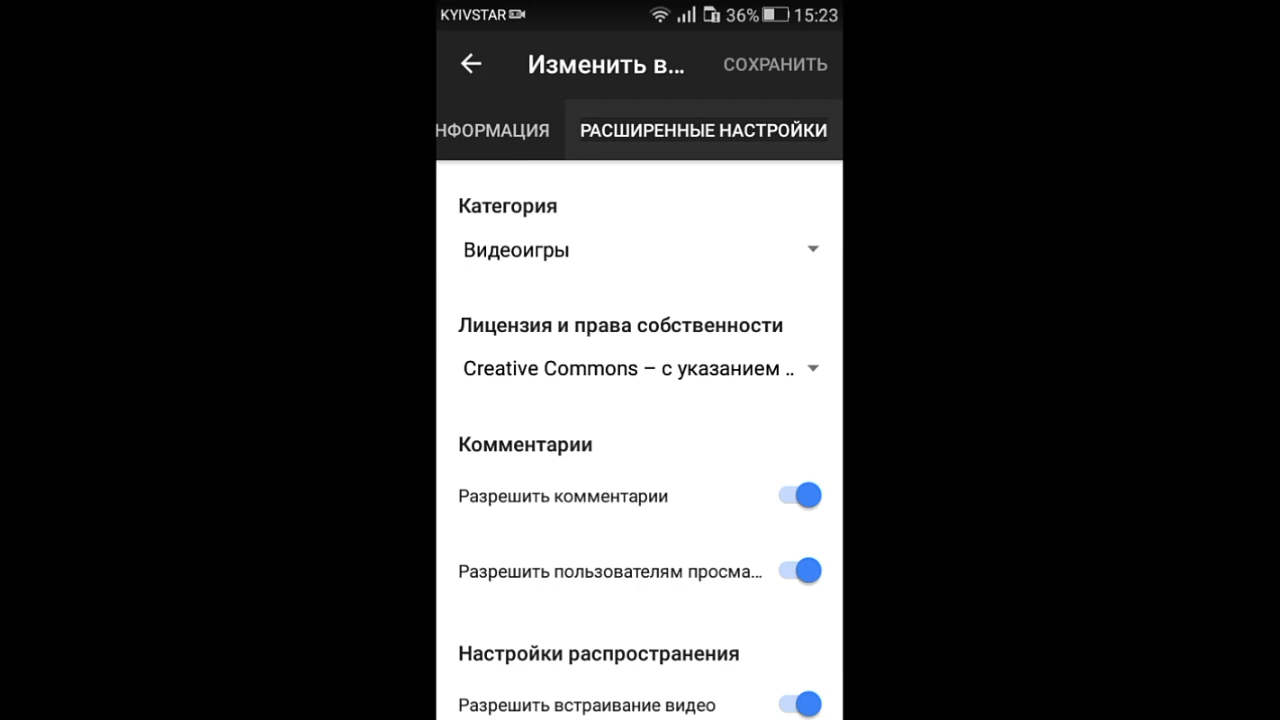 KYIVSTAR 36% 15:23
Изменить в... СОХРАНИТЬ
НФОРМАЦИЯ РАСШИРЕННЫЕ НАСТРОЙКИ
Категория
Видеоигры
Лицензия и права собственности
Creative Commons – с указанием ..
Комментарии
Разрешить комментарии
Разрешить пользователям просма...
Настройки распространения
Разрешить встраивание видео